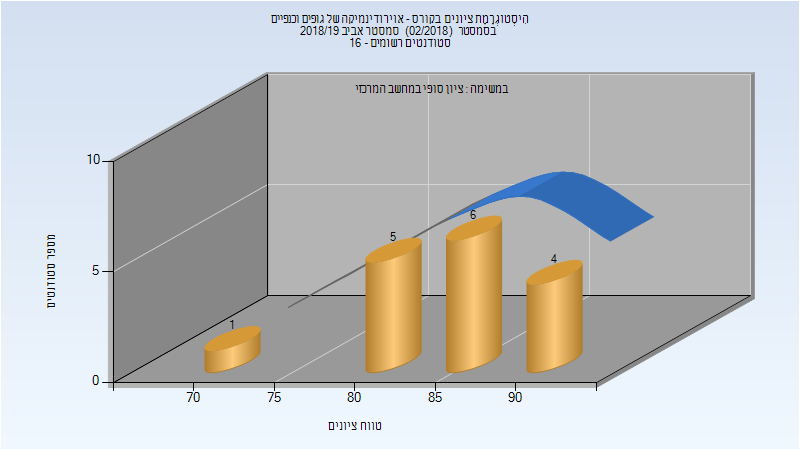 היסטוגרמת ציונים בקורס - אוירודינמיקה של גופים וכנפיים
בסמסטר (02/2018) סמסטר אביב 2018/19
סטודנטים רשומים - 16
במשימה : ציון סופי במחשב המרכזי
10
5
0
מספר סטודנטים
1
5
6
4
70
75
80
85
90
טווח ציונים